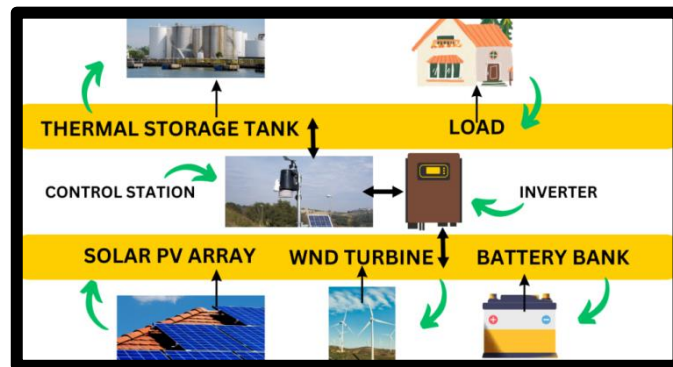 THERMAL STORAGE TANK
LOAD
CONTROL STATION
INVERTER
SOLAR PV ARRAY
WND TURBINE
BATTERY BANK